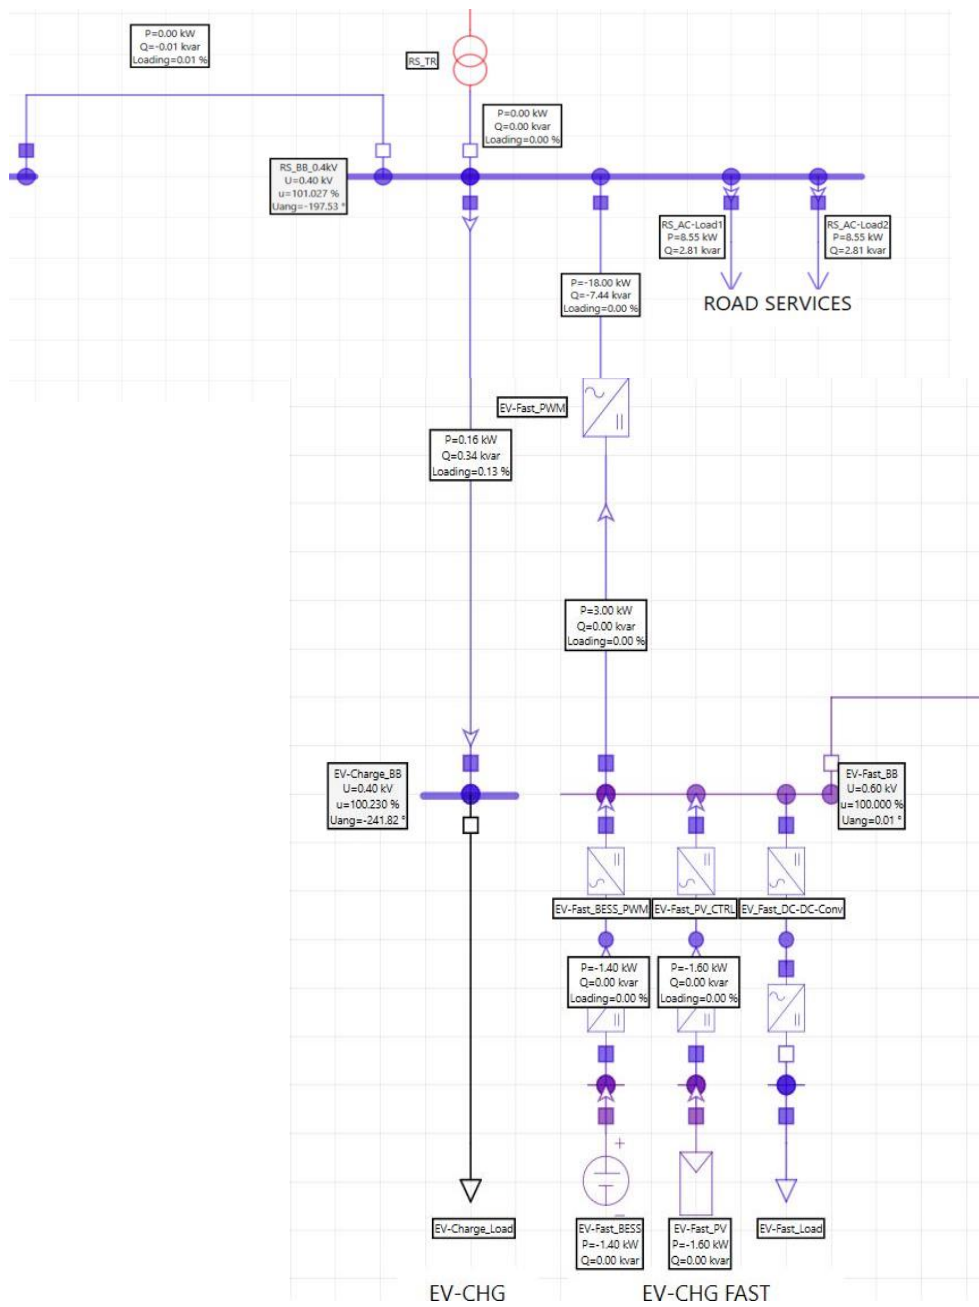 P=0.00 kW
Q=-0.01 kvar
Loading=0.01 %
RS_TR
P=0.00 kW
Q=0.00 kvar
Loading=0.00 %
RS_BB_0.4kV
U=0.40 kV
u=101.027 %
Uang=-197.53 °
RS_AC-Load1
P=8.55 kW
Q=2.81 kvar
RS_AC-Load2
P=8.55 kW
Q=2.81 kvar
P=-18.00 kW
Q=-7.44 kvar
Loading=0.00 %
ROAD SERVICES
EV-Fast_PWM
P=0.16 kW
Q=0.34 kvar
Loading=0.13 %
P=3.00 kW
Q=0.00 kvar
Loading=0.00 %
EV-Charge_BB
U=0.40 kV
u=100.230 %
Uang=-241.82 °
EV-Fast_BB
U=0.60 kV
u=100.000 %
Uang=0.01 °
EV-Fast_BESS_PWM
EV-Fast_PV_CTRL
EV_Fast_DC-DC-Conv
P=-1.40 kW
Q=0.00 kvar
Loading=0.00 %
P=-1.60 kW
Q=0.00 kvar
Loading=0.00 %
EV-Charge_Load
EV-Fast_BESS
P=-1.40 kW
Q=0.00 kvar
EV-Fast_PV
P=-1.60 kW
Q=0.00 kvar
EV-Fast_Load
EV-CHG
EV-CHG FAST